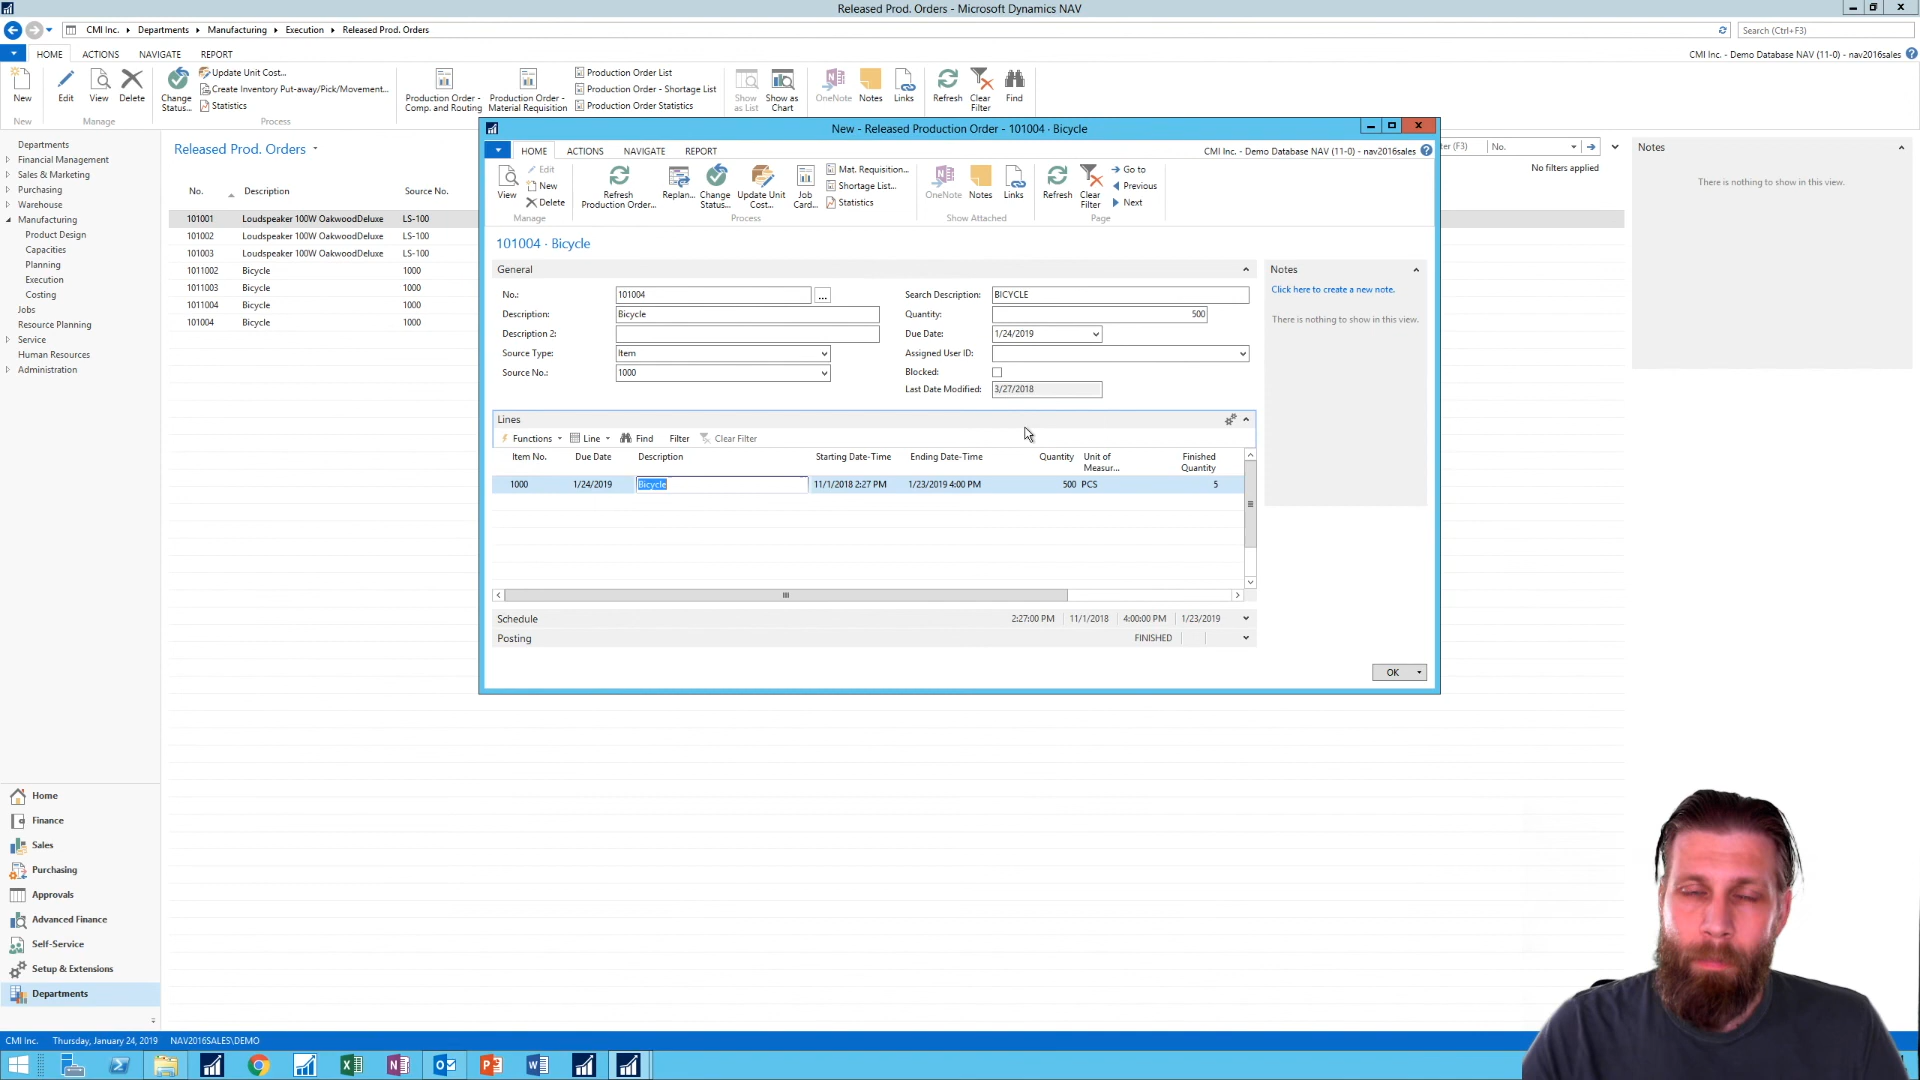 Released Prod. Orders - Microsoft Dynamics NAV
CMI Inc. Departments Manufacturing Execution Released Prod. Orders
Search (Ctrl+F3)
HOME ACTIONS NAVIGATE REPORT
CMI Inc. - Demo Database NAV (11-0) - nav2016sales
New
Edit View Delete
Change Status...
Update Unit Cost...
Create Inventory Put-away/Pick/Movement...
Statistics
Production Order - Comp. and Routing
Production Order - Material Requisition
Production Order List
Production Order - Shortage List
Production Order Statistics
Show as List
Show as Chart
OneNote Notes Links
Refresh Clear Filter Find
New Manage Process
Departments
Financial Management
Sales & Marketing
Purchasing
Warehouse
Manufacturing
Product Design
Capacities
Planning
Execution
Costing
Jobs
Resource Planning
Service
Human Resources
Administration
Released Prod. Orders
No. Description Source No.
101001 Loudspeaker 100W OakwoodDeluxe LS-100
101002 Loudspeaker 100W OakwoodDeluxe LS-100
101003 Loudspeaker 100W OakwoodDeluxe LS-100
1011002 Bicycle 1000
1011003 Bicycle 1000
1011004 Bicycle 1000
101004 Bicycle 1000
ter (F3) No.
No filters applied
Notes
There is nothing to show in this view.
New - Released Production Order - 101004 · Bicycle
HOME ACTIONS NAVIGATE REPORT
CMI Inc. - Demo Database NAV (11-0) - nav2016sales
View
Edit
New
Delete
Refresh Production Order...
Replan...
Change Status...
Update Unit Cost...
Job Card...
Mat. Requisition...
Shortage List...
Statistics
OneNote Notes Links
Refresh Clear Filter
Go to
Previous
Next
Manage Process Show Attached Page
101004 · Bicycle
General
No.: 101004 ...
Description: Bicycle
Description 2:
Source Type: Item
Source No.: 1000
Search Description: BICYCLE
Quantity: 500
Due Date: 1/24/2019
Assigned User ID:
Blocked:
Last Date Modified: 3/27/2018
Notes
Click here to create a new note.
There is nothing to show in this view.
Lines
Functions Line Find Filter Clear Filter
Item No. Due Date Description Starting Date-Time Ending Date-Time Quantity Unit of Measur... Finished Quantity
1000 1/24/2019 Bicycle 11/1/2018 2:27 PM 1/23/2019 4:00 PM 500 PCS 5
Schedule 2:27:00 PM 11/1/2018 4:00:00 PM 1/23/2019
Posting FINISHED
OK
Home
Finance
Sales
Purchasing
Approvals
Advanced Finance
Self-Service
Setup & Extensions
Departments
CMI Inc. Thursday, January 24, 2019 NAV2016SALES\DEMO